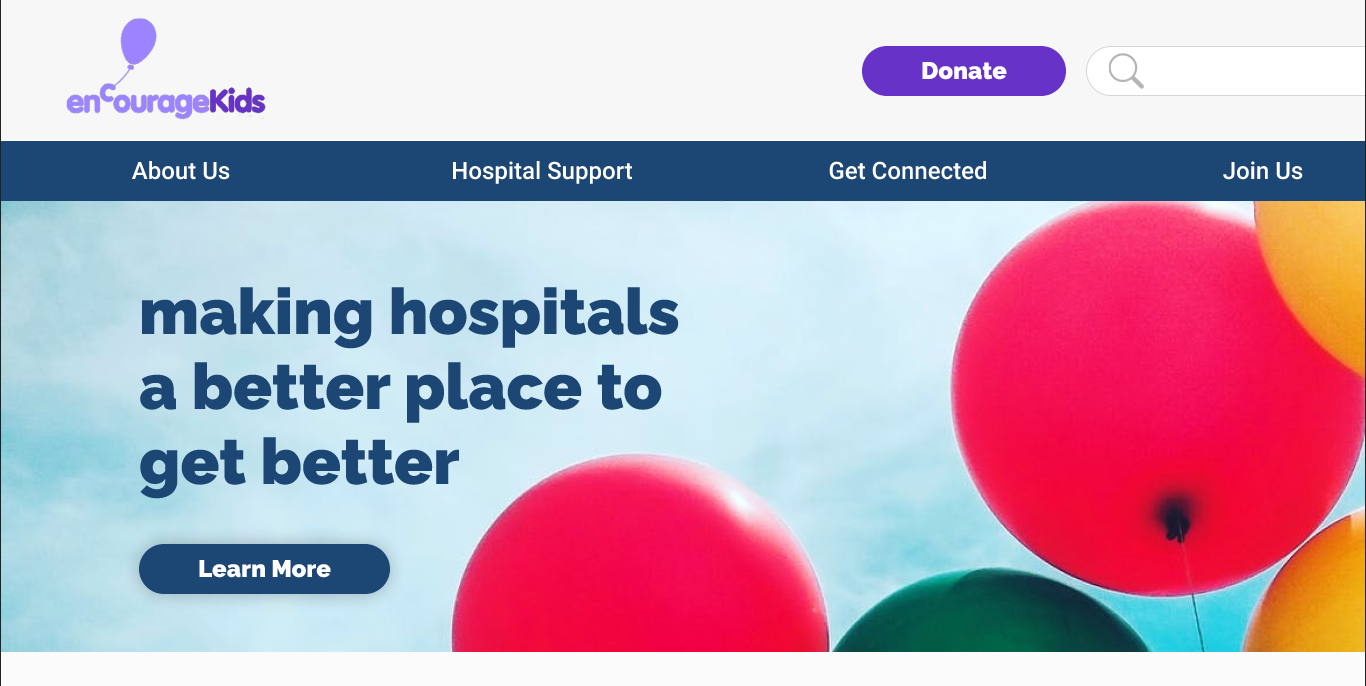 encourageKids
Donate
About Us
Hospital Support
Get Connected
Join Us
making hospitals
a better place to
get better
Learn More